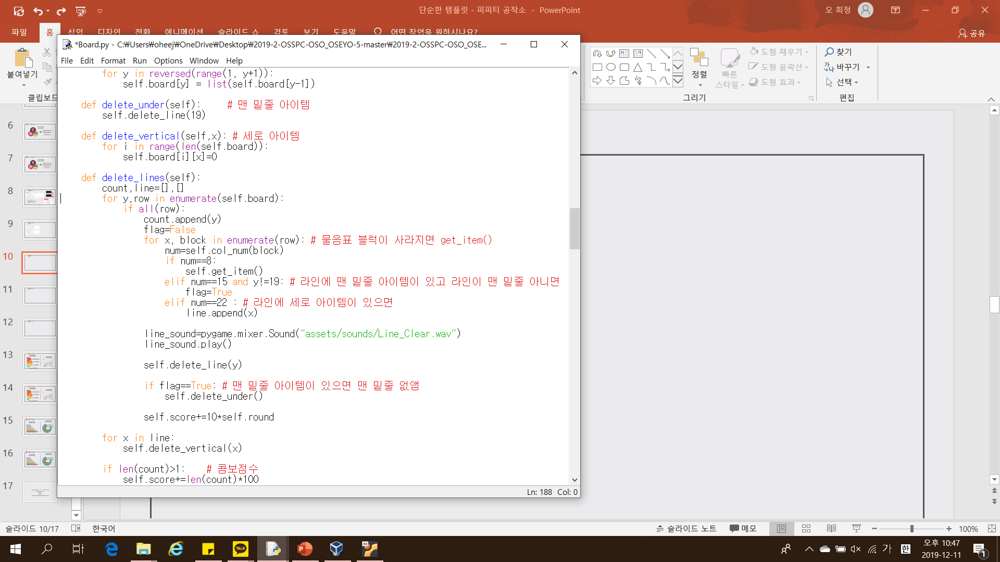 단순한 템플릿 - 피피티 공작소 - PowerPoint
오 희정
파일 홈 삽입 디자인 전환 애니메이션 슬라이드 쇼 검토 보기 도움말 어떤 작업을 원하시나요?
공유
붙여넣기
클립보드
정렬
빠른
스타일
도형 채우기
도형 윤곽선
도형 효과
그리기
찾기
바꾸기
선택
편집
*Board.py - C:₩Users₩oheej₩OneDrive₩Desktop₩2019-2-OSSPC-OSO_OSEYO-5-master₩2019-2-OSSPC-OSO_OSE...
File Edit Format Run Options Window Help
for y in reversed(range(1, y+1)):
self.board[y] = list(self.board[y-1])
def delete_under(self): # 맨 밑줄 아이템
self.delete_line(19)
def delete_vertical(self,x): # 세로 아이템
for i in range(len(self.board)):
self.board[i][x]=0
def delete_lines(self):
count,line=[],[]
for y,row in enumerate(self.board):
if all(row):
count.append(y)
flag=False
for x, block in enumerate(row): # 물음표 블럭이 사라지면 get_item()
num=self.col_num(block)
if num==8:
self.get_item()
elif num==15 and y!=19: # 라인에 맨 밑줄 아이템이 있고 라인이 맨 밑줄 아니면
flag=True
elif num==22 : # 라인에 세로 아이템이 있으면
line.append(x)
line_sound=pygame.mixer.Sound("assets/sounds/Line_Clear.wav")
line_sound.play()
self.delete_line(y)
if flag==True: # 맨 밑줄 아이템이 있으면 맨 밑줄 없앰
self.delete_under()
self.score+=10*self.round
for x in line:
self.delete_vertical(x)
if len(count)>1: # 콤보점수
self.score+=len(count)*100
Ln: 188 Col: 0
6
7
8
9
10
11
12
13
14
15
16
17
슬라이드 10/17 한국어
슬라이드 노트 메모
100%
TALK
64
가 한
오후 10:47
2019-12-11
1